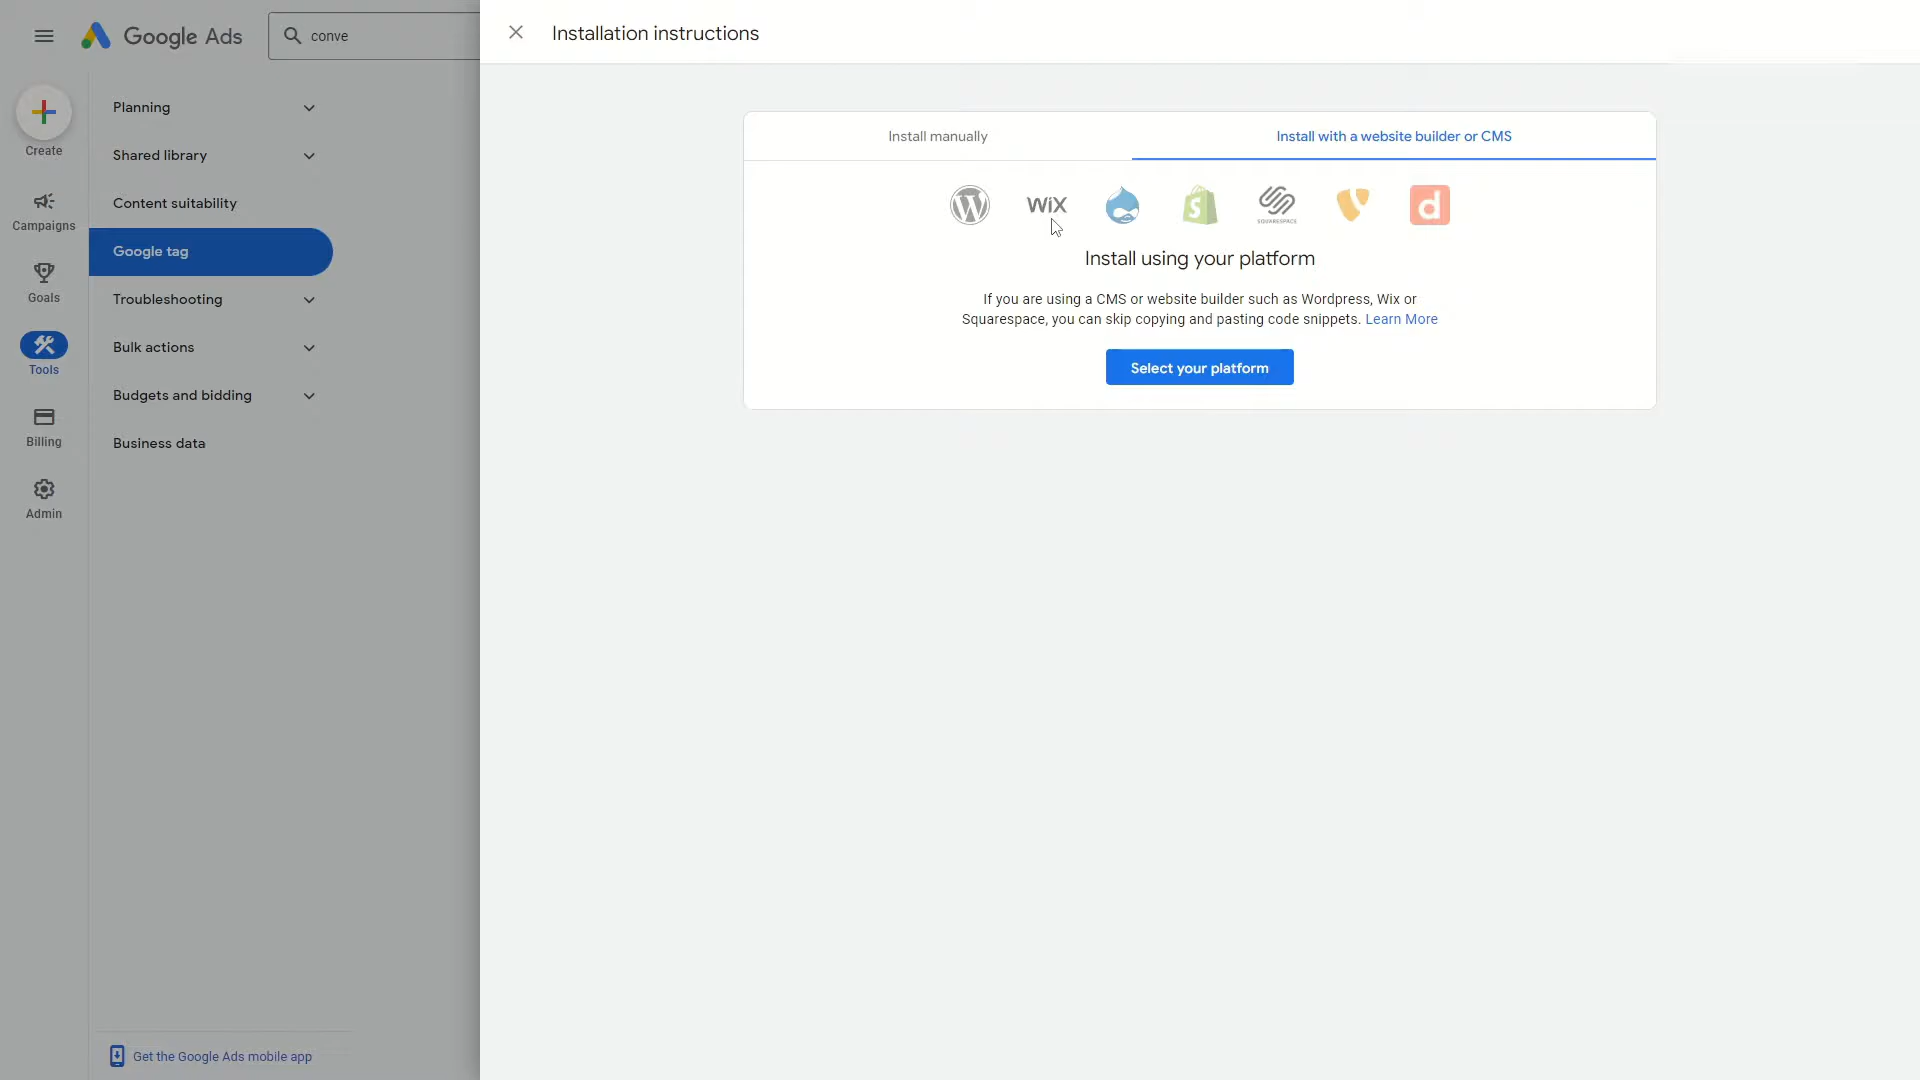 Google Ads
conve
Installation instructions
Create
Campaigns
Goals
Tools
Billing
Admin
Planning
Shared library
Content suitability
Google tag
Troubleshooting
Bulk actions
Budgets and bidding
Business data
Get the Google Ads mobile app
Install manually
Install with a website builder or CMS
WiX
SQUARESPACE
Install using your platform
If you are using a CMS or website builder such as Wordpress, Wix or
Squarespace, you can skip copying and pasting code snippets. Learn More
Select your platform